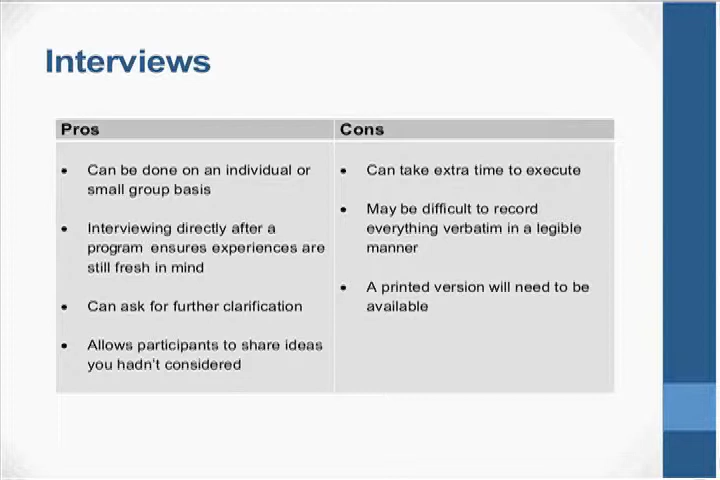 Interviews
Pros
Cons
• Can be done on an individual or
small group basis
• Interviewing directly after a
program ensures experiences are
still fresh in mind
• Can ask for further clarification
• Allows participants to share ideas
you hadn't considered
• Can take extra time to execute
• May be difficult to record
everything verbatim in a legible
manner
• A printed version will need to be
available